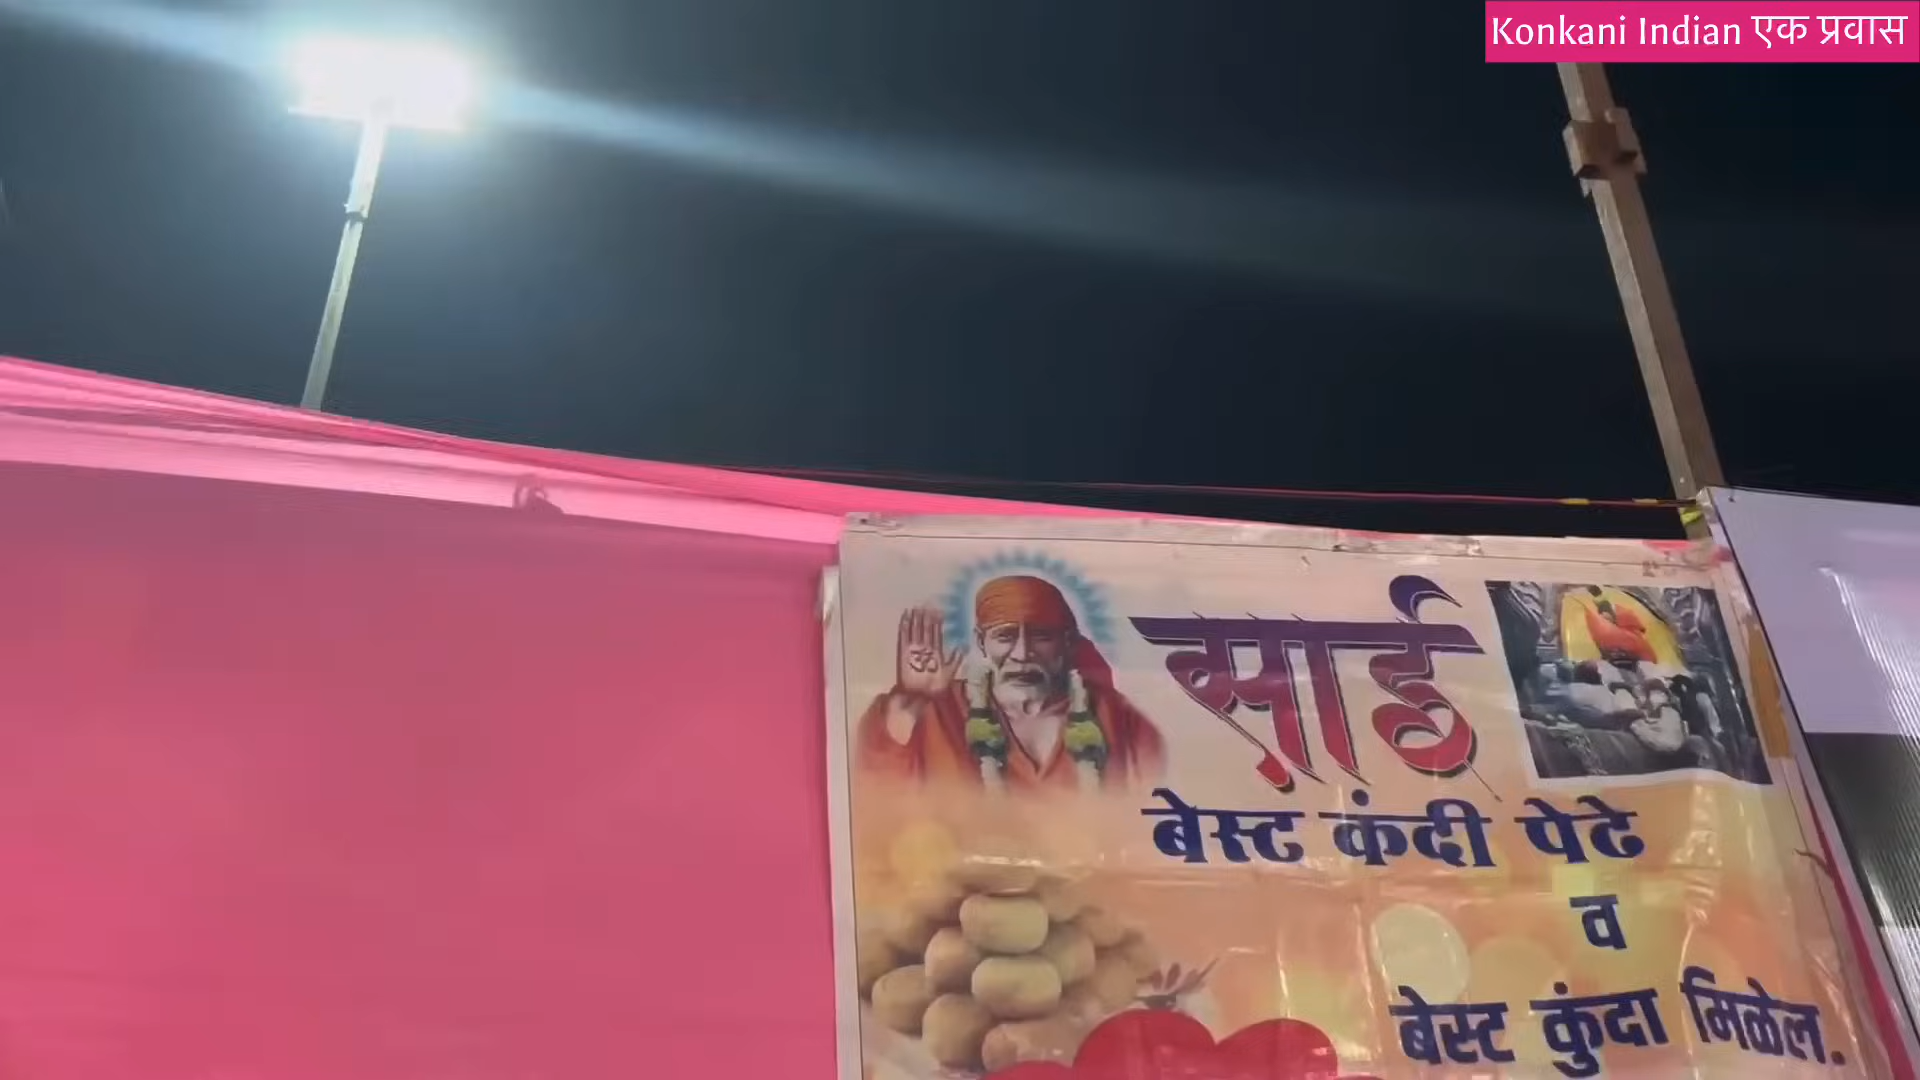 Konkani Indian एक प्रवास
साई
बेस्ट कंदी पेढे
व
बेस्ट कुंदा मिळेल.